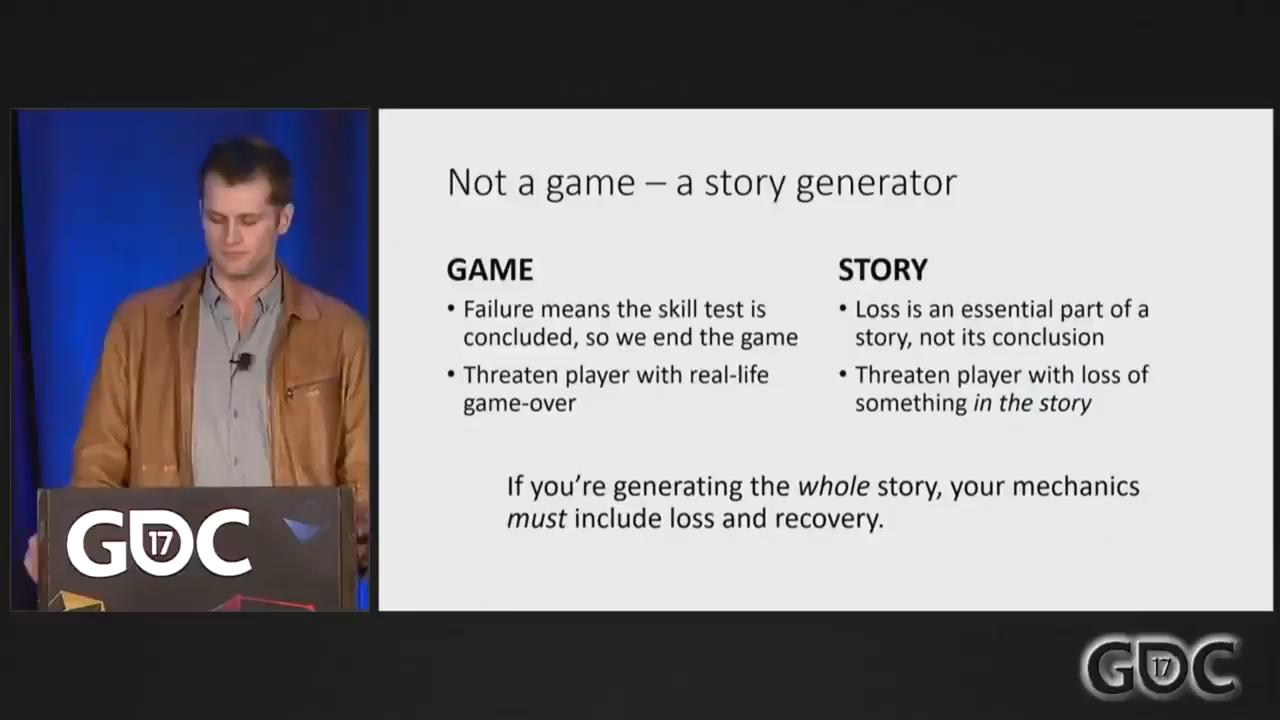 Not a game – a story generator
GAME
• Failure means the skill test is
concluded, so we end the game
• Threaten player with real-life
game-over
STORY
• Loss is an essential part of a
story, not its conclusion
• Threaten player with loss of
something in the story
If you're generating the whole story, your mechanics
must include loss and recovery.
GDC
17
GDC
17